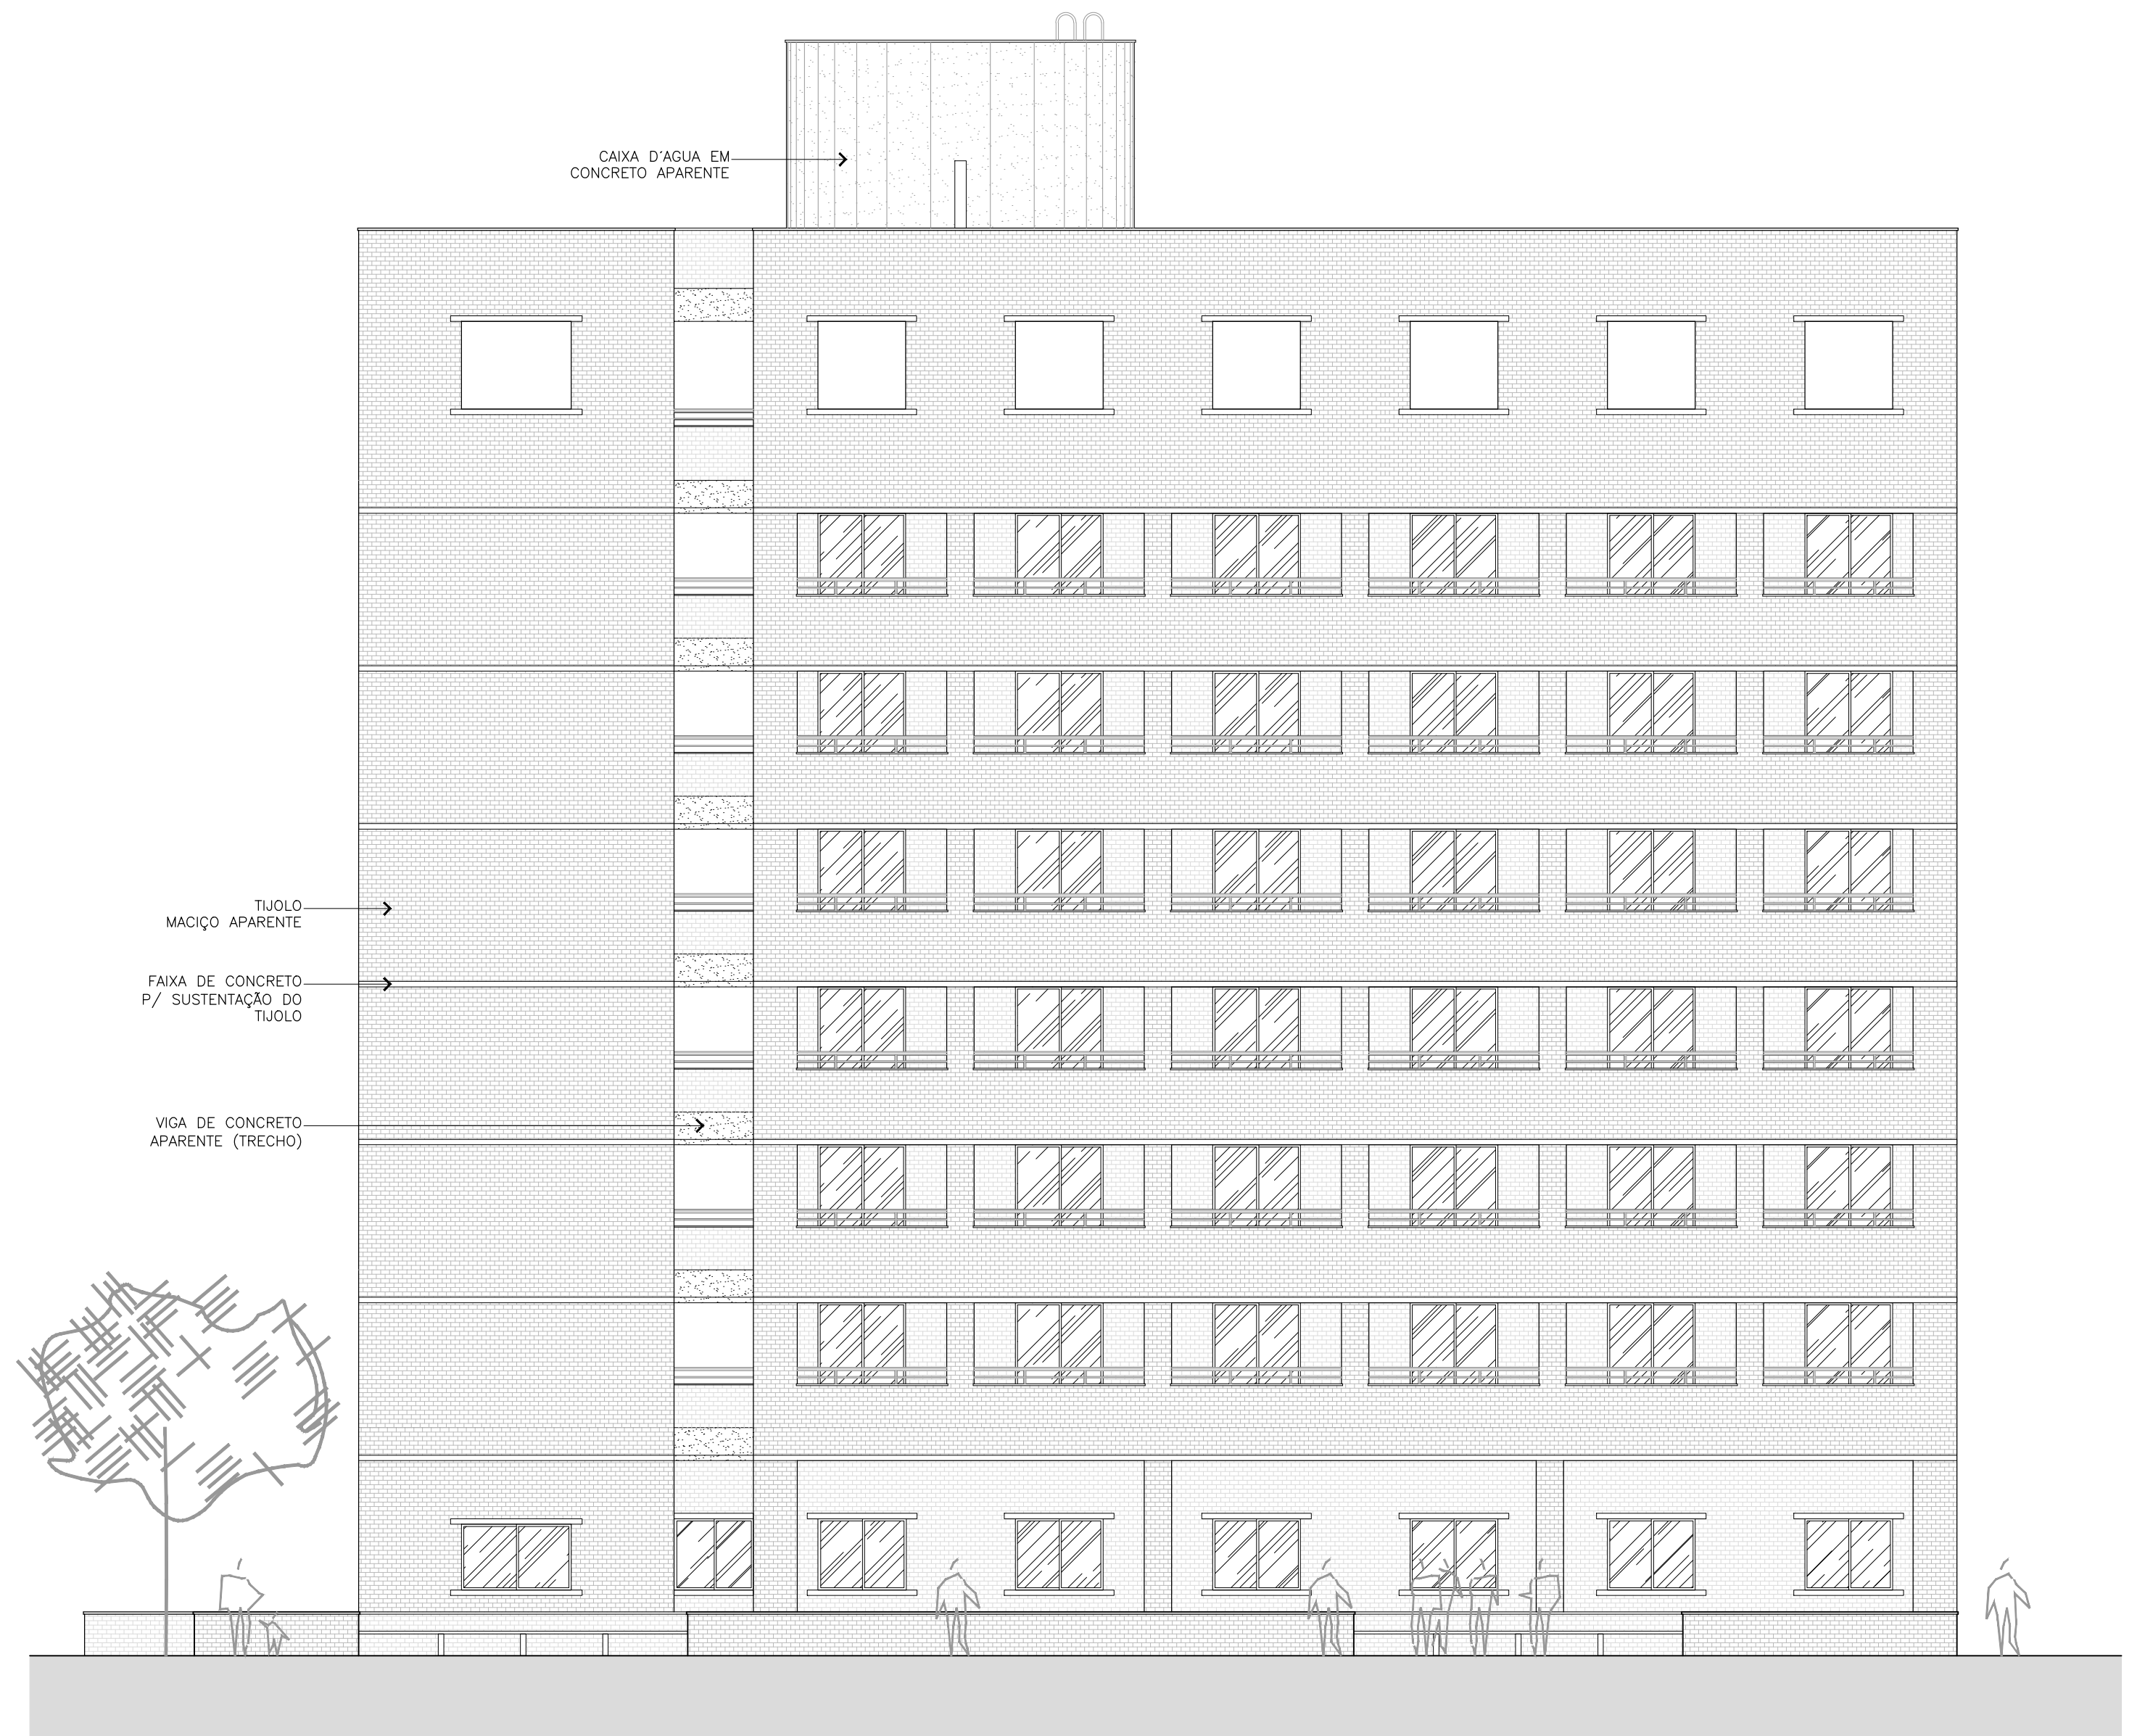 CAIXA D´AGUA EM
CONCRETO APARENTE
TIJOLO
MACIÇO APARENTE
FAIXA DE CONCRETO
P/ SUSTENTAÇÃO DO
TIJOLO
VIGA DE CONCRETO
APARENTE (TRECHO)